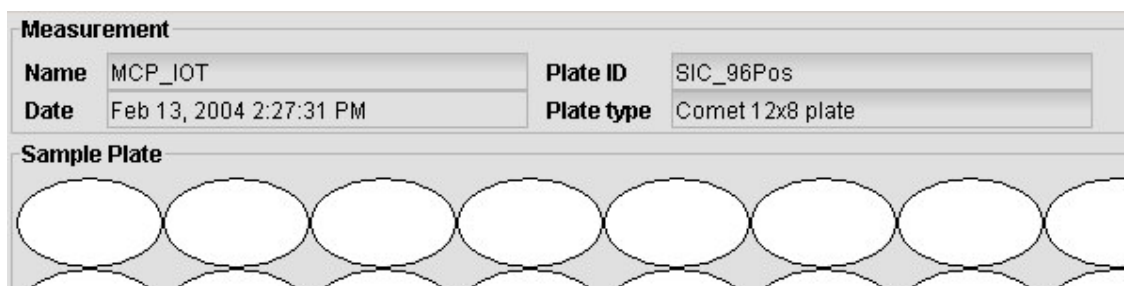 Measurement
Name MCP_IOT Plate ID SIC_96Pos
Date Feb 13, 2004 2:27:31 PM Plate type Comet 12x8 plate
Sample Plate